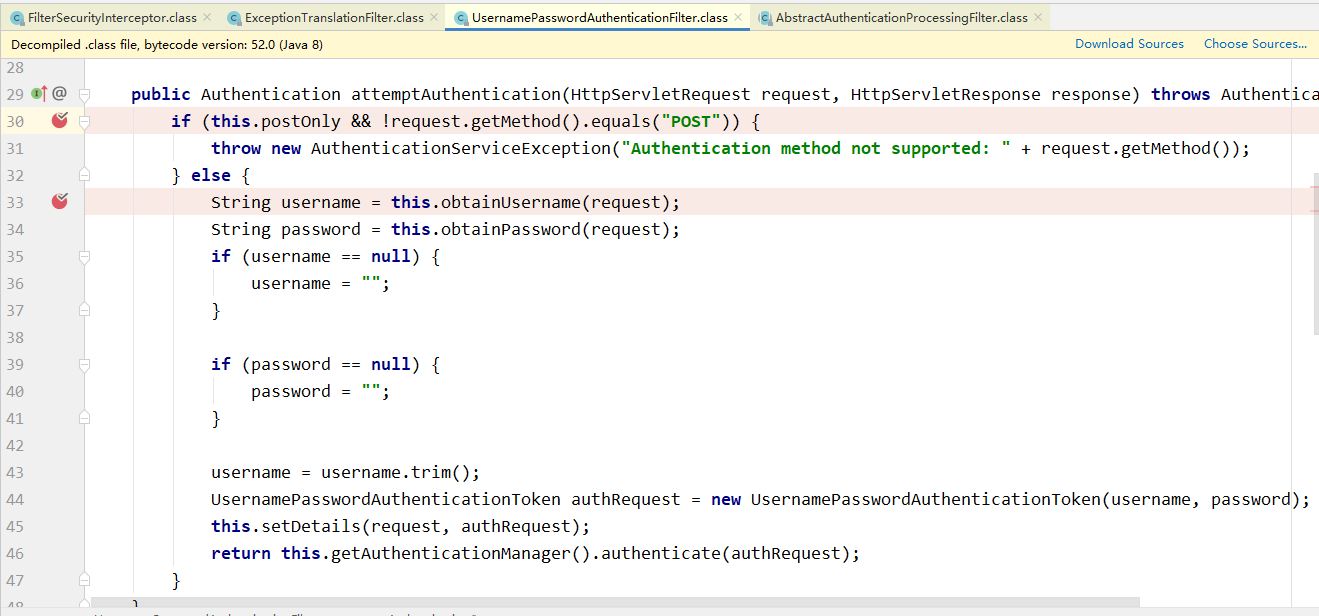 FilterSecurityInterceptor.class × ExceptionTranslationFilter.class × UsernamePasswordAuthenticationFilter.class × AbstractAuthenticationProcessingFilter.class ×
Decompiled .class file, bytecode version: 52.0 (Java 8) Download Sources Choose Sources...
28
29 public Authentication attemptAuthentication(HttpServletRequest request, HttpServletResponse response) throws Authentica
30 if (this.postOnly && !request.getMethod().equals("POST")) {
31 throw new AuthenticationServiceException("Authentication method not supported: " + request.getMethod());
32 } else {
33 String username = this.obtainUsername(request);
34 String password = this.obtainPassword(request);
35 if (username == null) {
36 username = "";
37 }
38
39 if (password == null) {
40 password = "";
41 }
42
43 username = username.trim();
44 UsernamePasswordAuthenticationToken authRequest = new UsernamePasswordAuthenticationToken(username, password);
45 this.setDetails(request, authRequest);
46 return this.getAuthenticationManager().authenticate(authRequest);
47 }
48 }